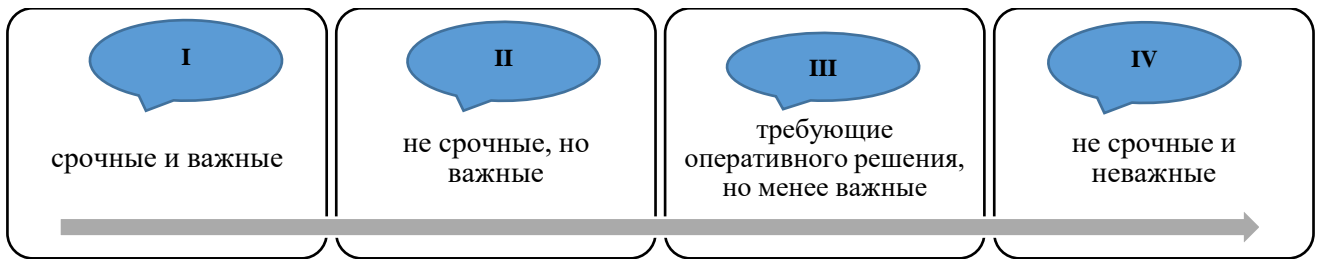 I
срочные и важные
II
не срочные, но
важные
III
требующие
оперативного решения,
но менее важные
IV
не срочные и
неважные